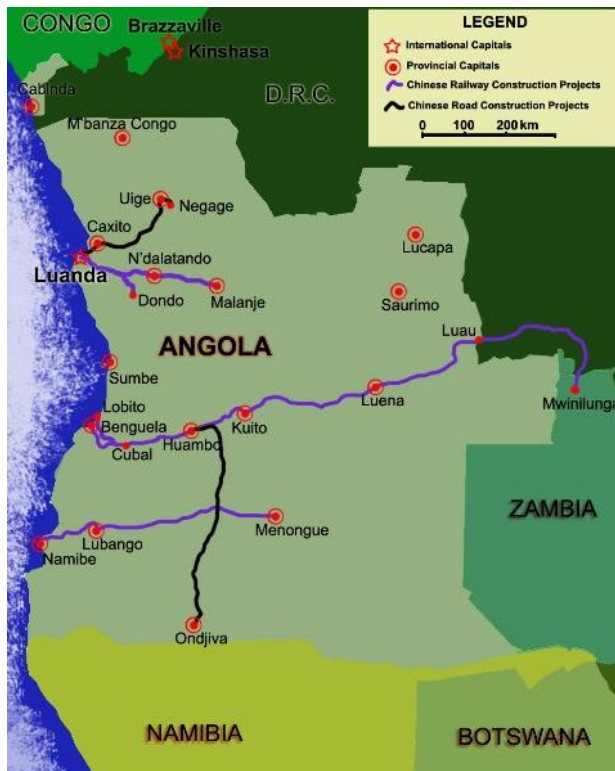 CONGO
Brazzaville
Kinshasa
LEGEND
International Capitals
Provincial Capitals
Chinese Railway Construction Projects
Chinese Road Construction Projects
0 100 200 km
Cabinda
D.R.C.
M'banza Congo
Uige
Negage
Caxito
Lucapa
Luanda
N'dalatando
Dondo
Malanje
Saurimo
Luau
ANGOLA
Sumbe
Luena
Mwinilunga
Lobito
Benguela
Kuito
Huambo
Cubal
ZAMBIA
Menongue
Lubango
Namibe
Ondjiva
NAMIBIA
BOTSWANA